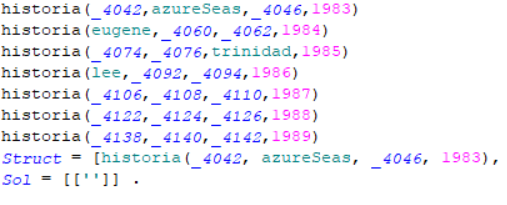 historia(_4042,azureSeas,_4046,1983)
historia(eugene,_4060,_4062,1984)
historia(_4074,_4076,trinidad,1985)
historia(lee,_4092,_4094,1986)
historia(_4106,_4108,_4110,1987)
historia(_4122,_4124,_4126,1988)
historia(_4138,_4140,_4142,1989)
Struct = [historia(_4042, azureSeas, _4046, 1983),
Sol = [['']] .